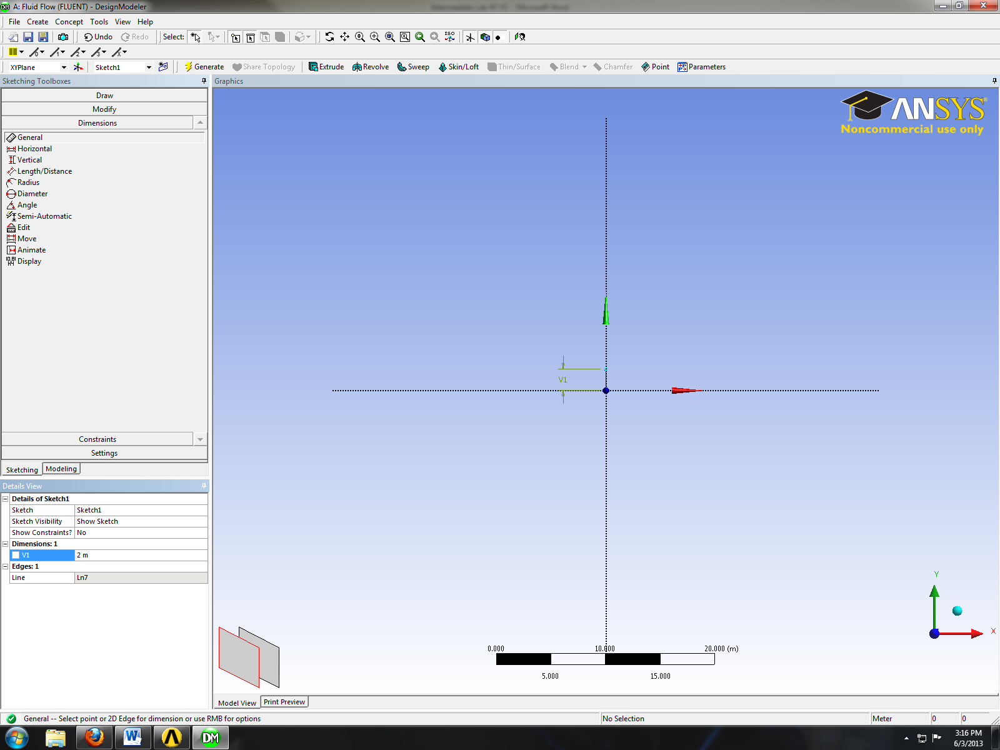 A: Fluid Flow (FLUENT) - DesignModeler
File Create Concept Tools View Help
Undo Redo Select: ISO
XYPlane Sketch1 Generate Share Topology Extrude Revolve Sweep Skin/Loft Thin/Surface Blend Chamfer Point Parameters
Sketching Toolboxes
Draw
Modify
Dimensions
General
Horizontal
Vertical
Length/Distance
Radius
Diameter
Angle
Semi-Automatic
Edit
Move
Animate
Display
Constraints
Settings
Sketching Modeling
Details View
Details of Sketch1
Sketch Sketch1
Sketch Visibility Show Sketch
Show Constraints? No
Dimensions: 1
V1 2 m
Edges: 1
Line Ln7
Graphics
ANSYS
Noncommercial use only
V1
Y
X
0.000 10.000 20.000 (m)
5.000 15.000
Model View Print Preview
General -- Select point or 2D Edge for dimension or use RMB for options No Selection Meter 0 0
DM
3:16 PM
6/3/2013